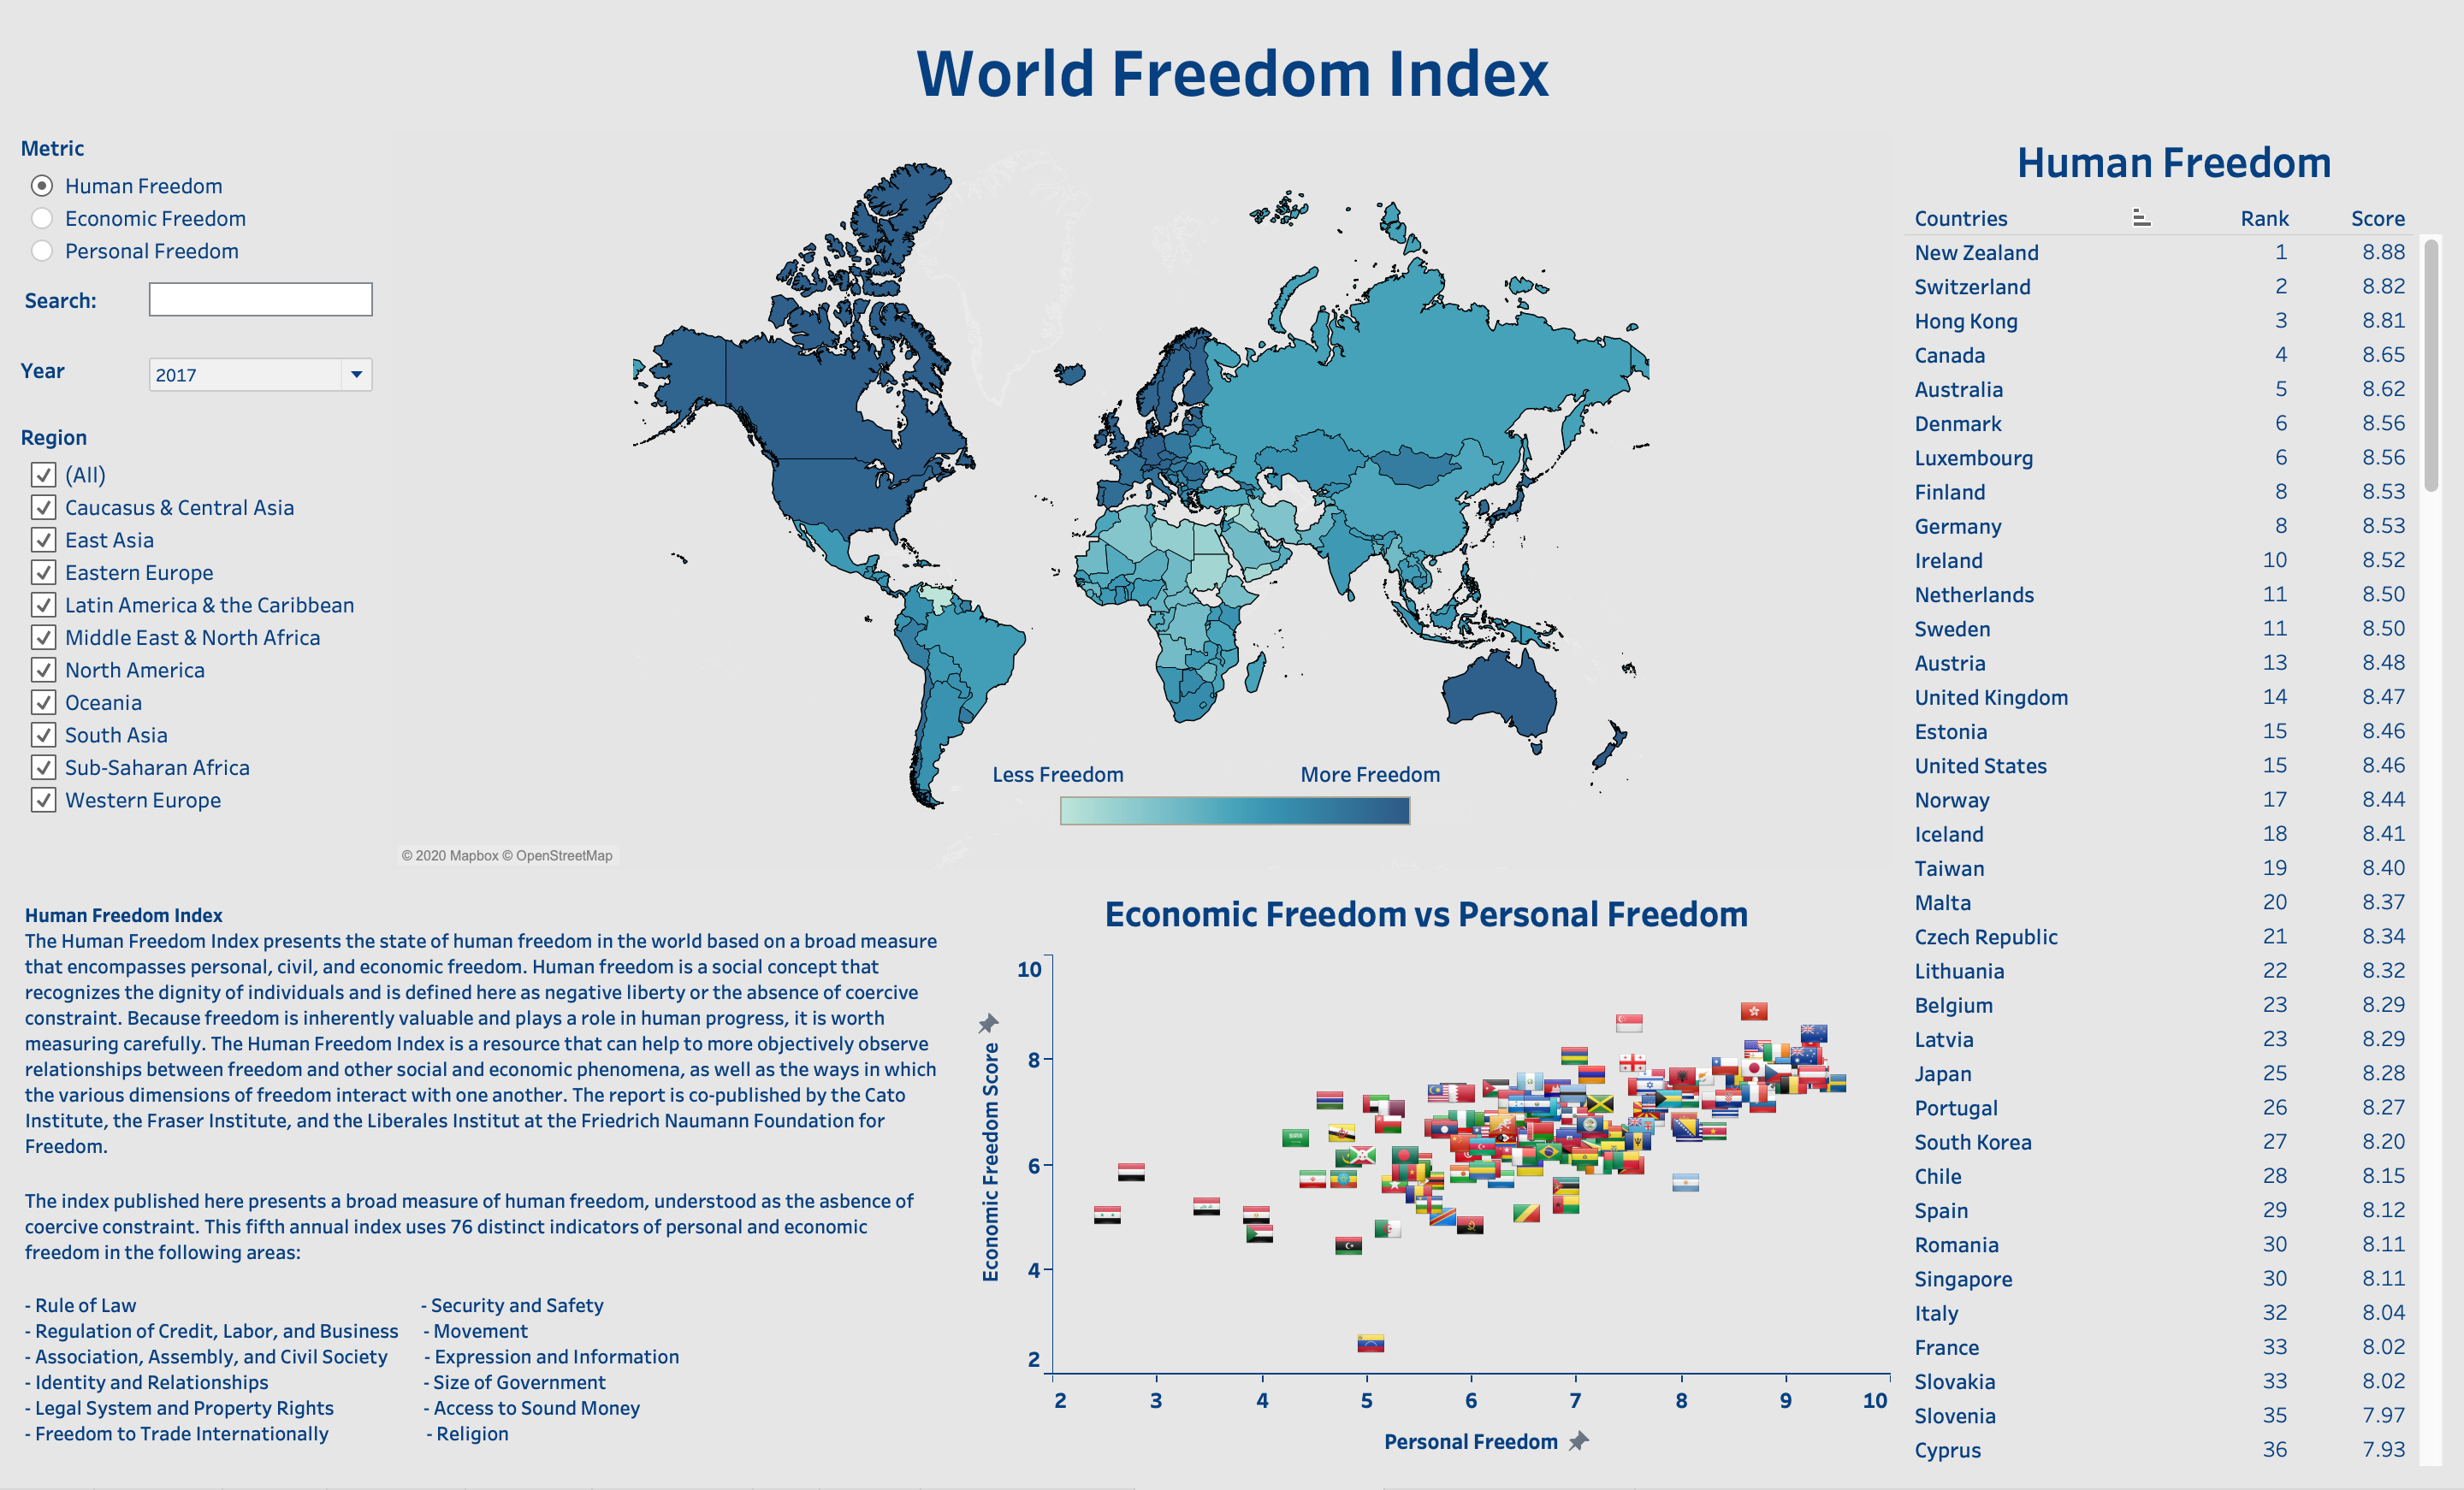 World Freedom Index
Metric
Human Freedom
Economic Freedom
Personal Freedom
Search:
Year
2017
Region
(All)
Caucasus & Central Asia
East Asia
Eastern Europe
Latin America & the Caribbean
Middle East & North Africa
North America
Oceania
South Asia
Sub-Saharan Africa
Western Europe
Less Freedom More Freedom
© 2020 Mapbox © OpenStreetMap
Human Freedom Index
The Human Freedom Index presents the state of human freedom in the world based on a broad measure
that encompasses personal, civil, and economic freedom. Human freedom is a social concept that
recognizes the dignity of individuals and is defined here as negative liberty or the absence of coercive
constraint. Because freedom is inherently valuable and plays a role in human progress, it is worth
measuring carefully. The Human Freedom Index is a resource that can help to more objectively observe
relationships between freedom and other social and economic phenomena, as well as the ways in which
the various dimensions of freedom interact with one another. The report is co-published by the Cato
Institute, the Fraser Institute, and the Liberales Institut at the Friedrich Naumann Foundation for
Freedom.
The index published here presents a broad measure of human freedom, understood as the asbence of
coercive constraint. This fifth annual index uses 76 distinct indicators of personal and economic
freedom in the following areas:
- Rule of Law - Security and Safety
- Regulation of Credit, Labor, and Business - Movement
- Association, Assembly, and Civil Society - Expression and Information
- Identity and Relationships - Size of Government
- Legal System and Property Rights - Access to Sound Money
- Freedom to Trade Internationally - Religion
Economic Freedom vs Personal Freedom
Economic Freedom Score
10
8
6
4
2
2 3 4 5 6 7 8 9 10
Personal Freedom
Human Freedom
Countries Rank Score
New Zealand 1 8.88
Switzerland 2 8.82
Hong Kong 3 8.81
Canada 4 8.65
Australia 5 8.62
Denmark 6 8.56
Luxembourg 6 8.56
Finland 8 8.53
Germany 8 8.53
Ireland 10 8.52
Netherlands 11 8.50
Sweden 11 8.50
Austria 13 8.48
United Kingdom 14 8.47
Estonia 15 8.46
United States 15 8.46
Norway 17 8.44
Iceland 18 8.41
Taiwan 19 8.40
Malta 20 8.37
Czech Republic 21 8.34
Lithuania 22 8.32
Belgium 23 8.29
Latvia 23 8.29
Japan 25 8.28
Portugal 26 8.27
South Korea 27 8.20
Chile 28 8.15
Spain 29 8.12
Romania 30 8.11
Singapore 30 8.11
Italy 32 8.04
France 33 8.02
Slovakia 33 8.02
Slovenia 35 7.97
Cyprus 36 7.93